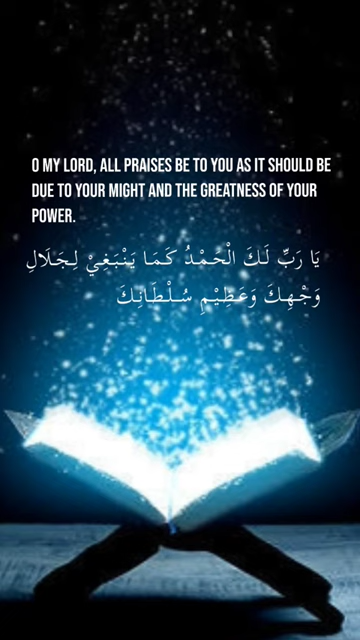 O MY LORD, ALL PRAISES BE TO YOU AS IT SHOULD BE
DUE TO YOUR MIGHT AND THE GREATNESS OF YOUR
POWER.
يَا رَبِّ لَكَ الْحَمْدُ كَمَا يَنْبَغِيْ لِجَلَالِ
وَجْهِكَ وَعَظِيْمِ سُلْطَانِكَ